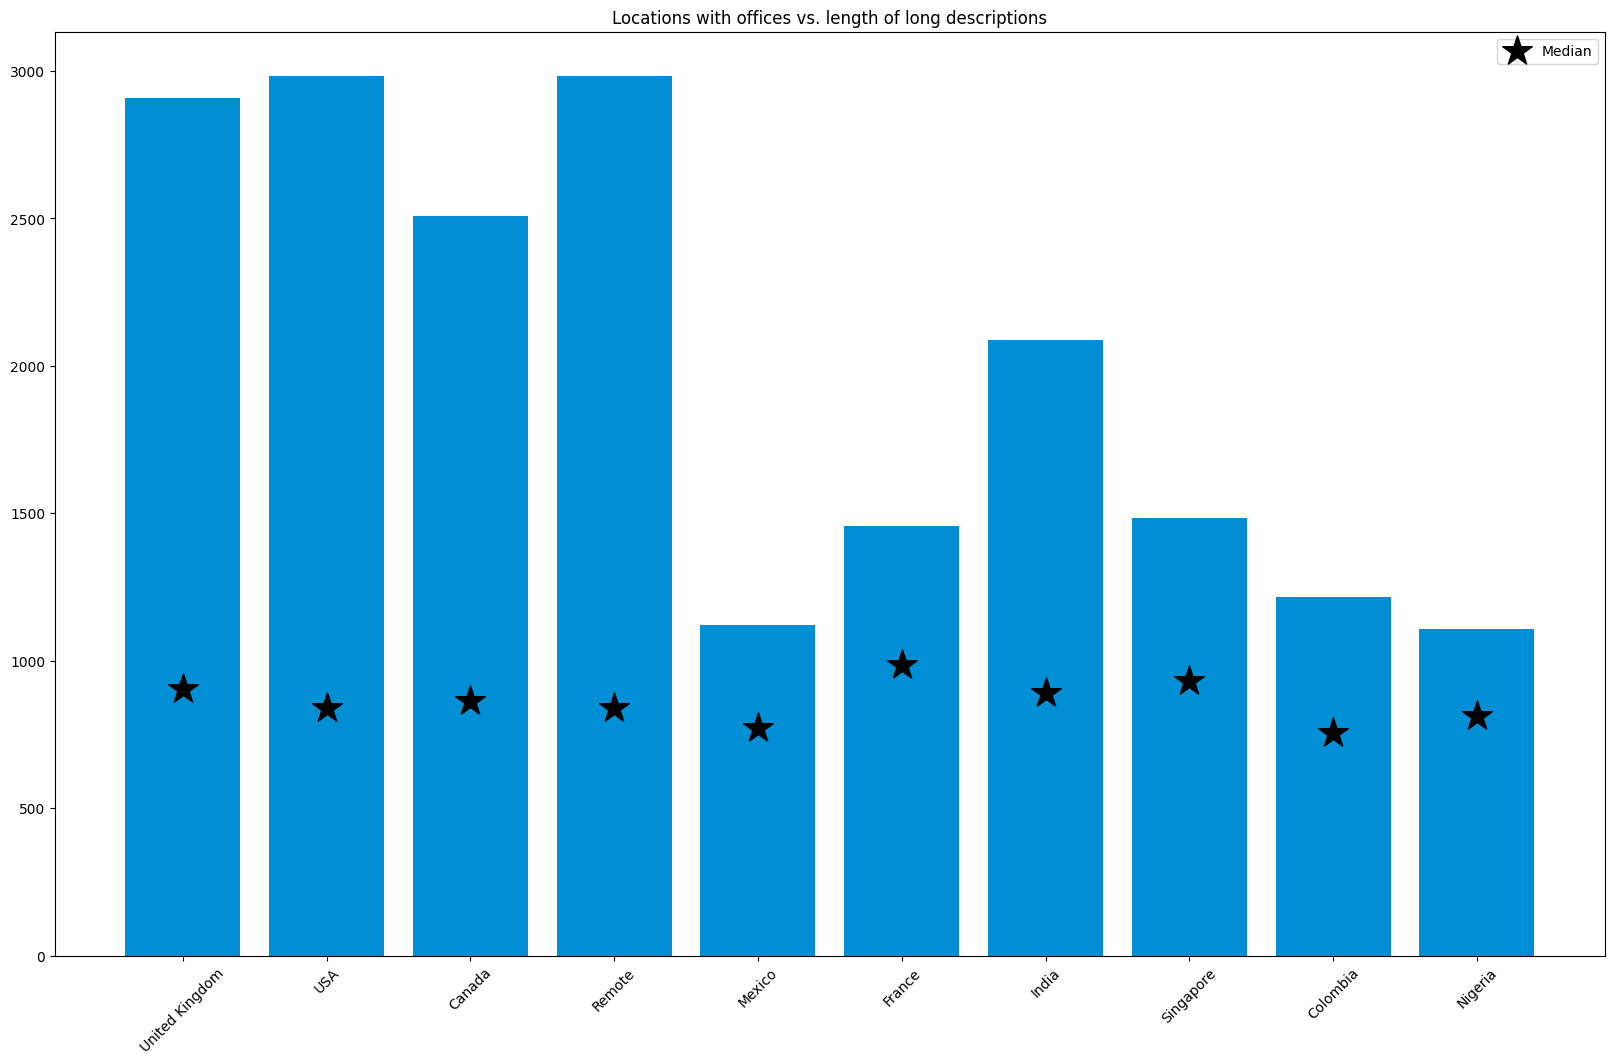 Locations with offices vs. length of long descriptions
Median
3000
2500
2000
1500
1000
500
0
United Kingdom
USA
Canada
Remote
Mexico
France
India
Singapore
Colombia
Nigeria